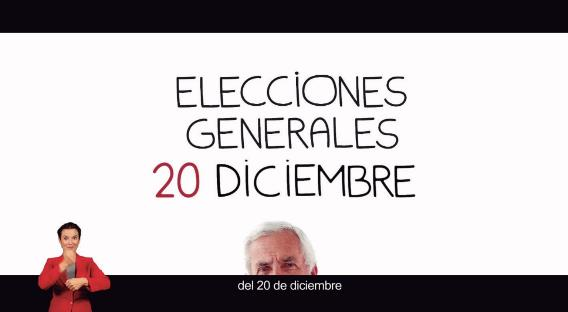 ELECCIONES
GENERALES
20 DICIEMBRE
del 20 de diciembre